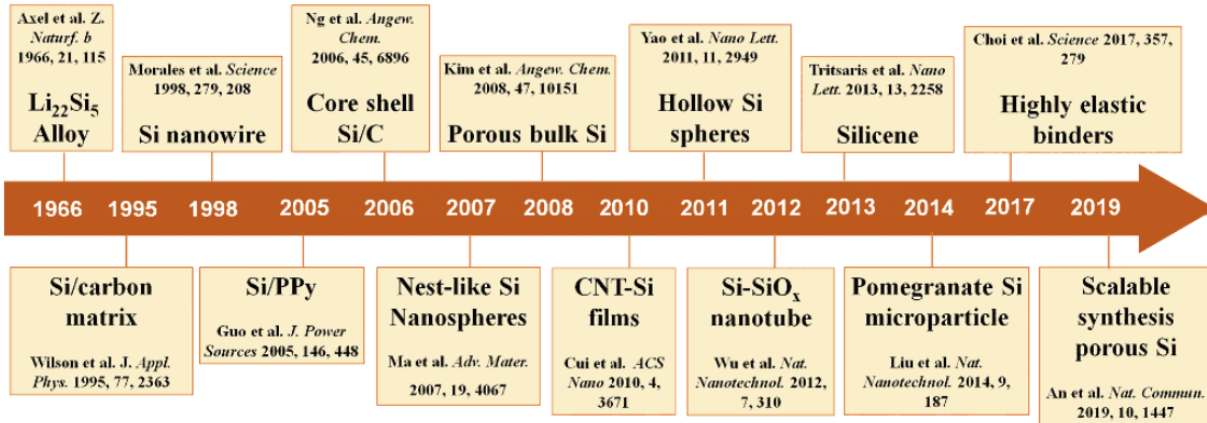 Axel et al. Z.
Naturf. b
1966, 21, 115
Li₂₂Si₅
Alloy
Morales et al. Science
1998, 279, 208
Si nanowire
Ng et al. Angew.
Chem.
2006, 45, 6896
Core shell
Si/C
Kim et al. Angew. Chem.
2008, 47, 10151
Porous bulk Si
Yao et al. Nano Lett.
2011, 11, 2949
Hollow Si
spheres
Tritsaris et al. Nano
Lett. 2013, 13, 2258
Silicene
Choi et al. Science 2017, 357,
279
Highly elastic
binders
1966 1995 1998 2005 2006 2007 2008 2010 2011 2012 2013 2014 2017 2019
Si/carbon
matrix
Wilson et al. J. Appl.
Phys. 1995, 77, 2363
Si/PPy
Guo et al. J. Power
Sources 2005, 146, 448
Nest-like Si
Nanospheres
Ma et al. Adv. Mater.
2007, 19, 4067
CNT-Si
films
Cui et al. ACS
Nano 2010, 4,
3671
Si-SiOₓ
nanotube
Wu et al. Nat.
Nanotechnol. 2012,
7, 310
Pomegranate Si
microparticle
Liu et al. Nat.
Nanotechnol. 2014, 9,
187
Scalable
synthesis
porous Si
An et al. Nat. Commun.
2019, 10, 1447